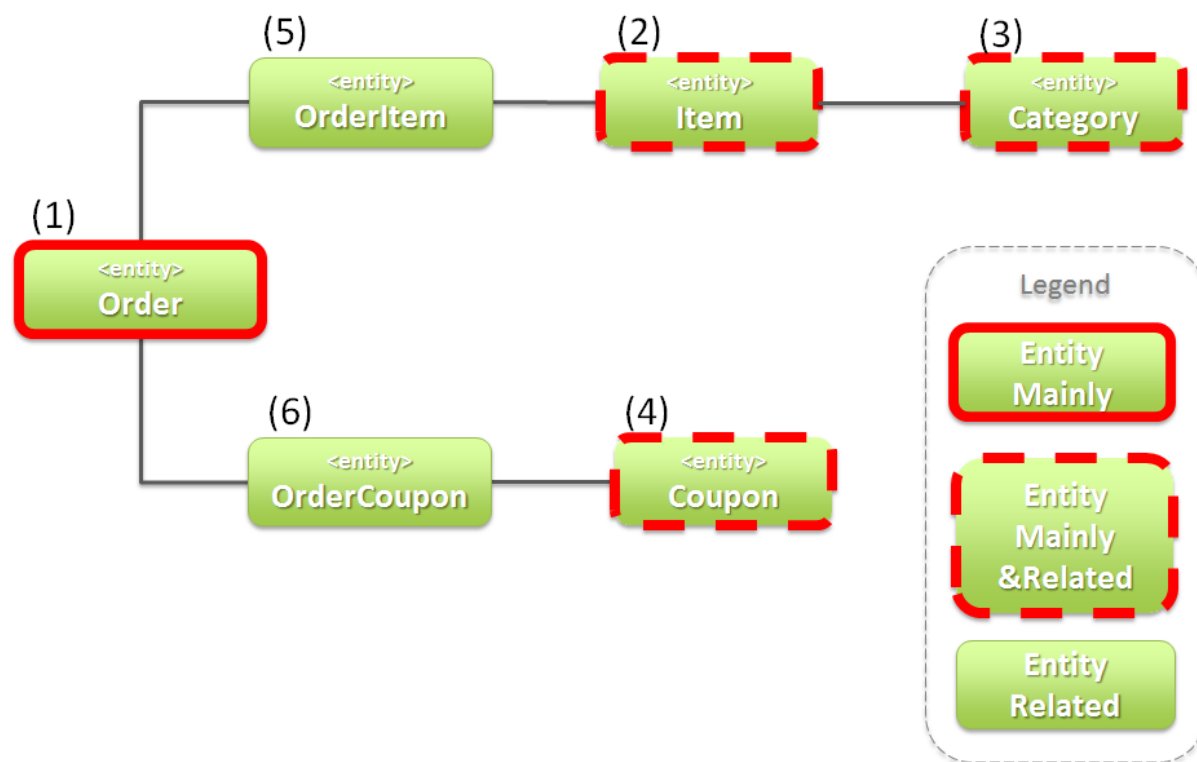 (5)
<entity>
OrderItem
(2)
<entity>
Item
(3)
<entity>
Category
(1)
<entity>
Order
(6)
<entity>
OrderCoupon
(4)
<entity>
Coupon
Legend
Entity
Mainly
Entity
Mainly
&Related
Entity
Related